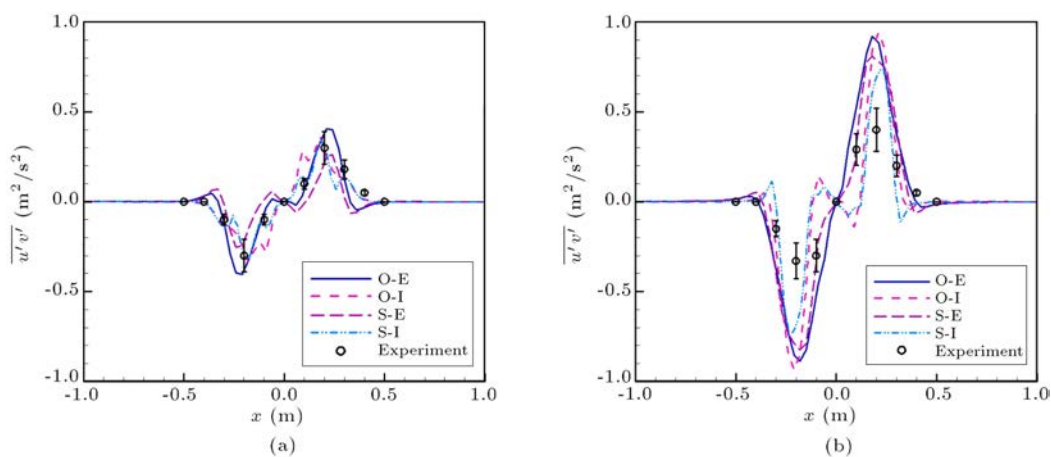 1.0
0.5
0.0
-0.5
-1.0
u′v′ (m²/s²)
O-E
O-I
S-E
S-I
Experiment
-1.0 -0.5 0.0 0.5 1.0
x (m)
(a)
1.0
0.5
0.0
-0.5
-1.0
u′v′ (m²/s²)
O-E
O-I
S-E
S-I
Experiment
-1.0 -0.5 0.0 0.5 1.0
x (m)
(b)